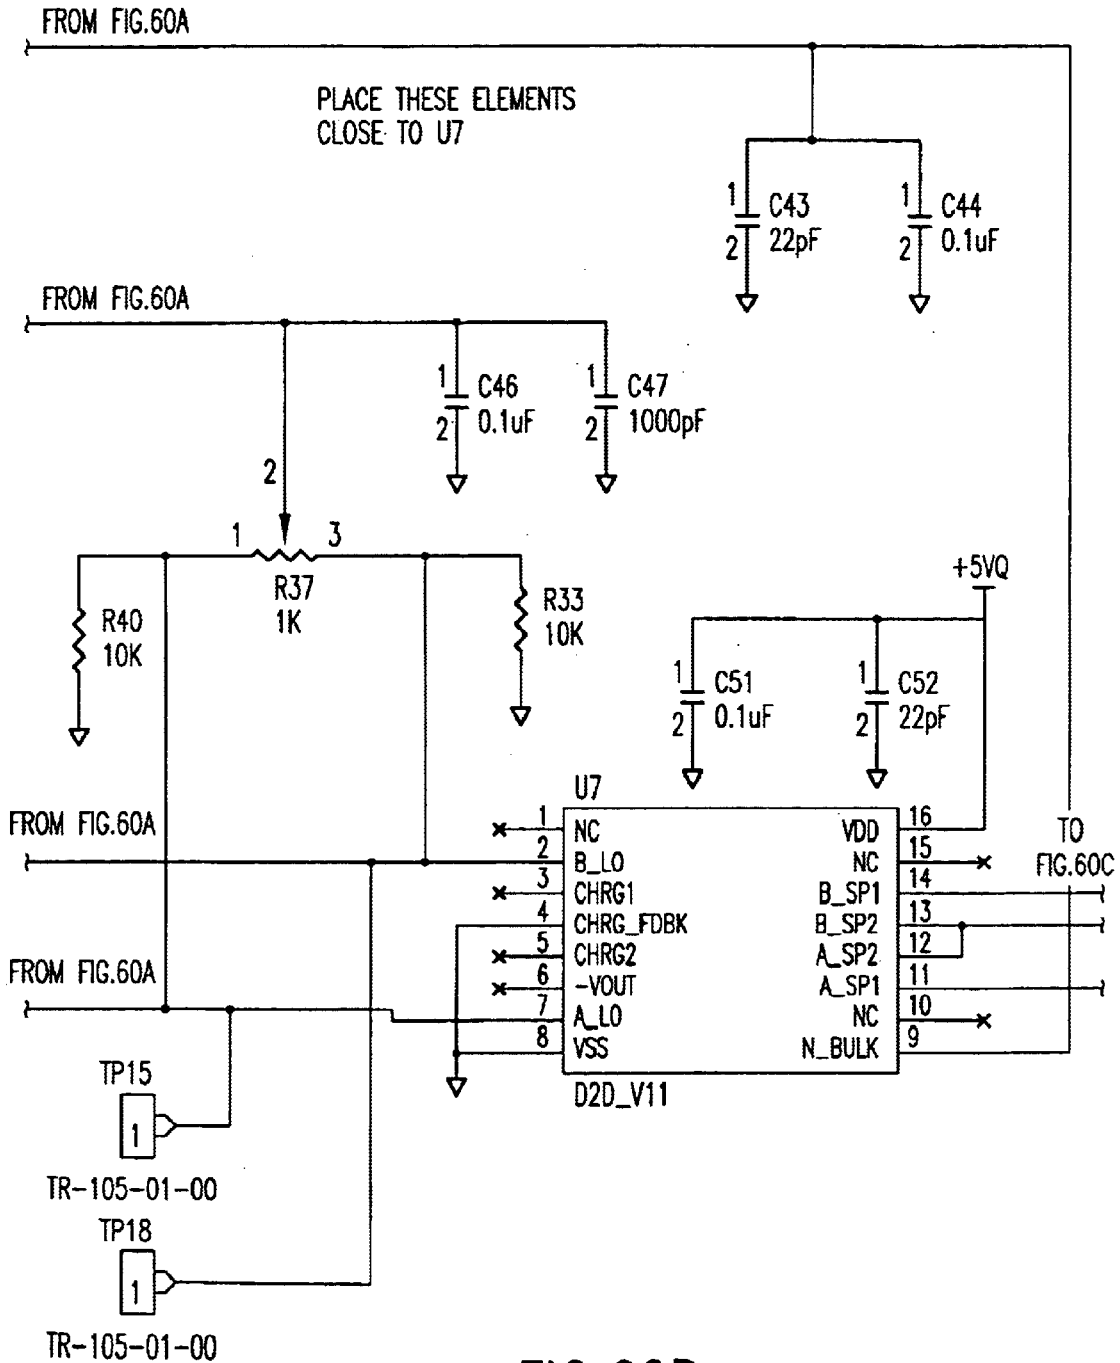 FROM FIG.60A
PLACE THESE ELEMENTS
CLOSE TO U7
1 C43
2 22pF
1 C44
2 0.1uF
FROM FIG.60A
1 C46
2 0.1uF
1 C47
2 1000pF
2
1 3
R37
1K
R40
10K
R33
10K
+5VQ
1 C51
2 0.1uF
1 C52
2 22pF
U7
FROM FIG.60A
1 NC VDD 16
2 B_LO NC 15
3 CHRG1 B_SP1 14
4 CHRG_FDBK B_SP2 13
5 CHRG2 A_SP2 12
6 -VOUT A_SP1 11
7 A_LO NC 10
8 VSS N_BULK 9
D2D_V11
TO
FIG.60C
FROM FIG.60A
TP15
1
TR-105-01-00
TP18
1
TR-105-01-00